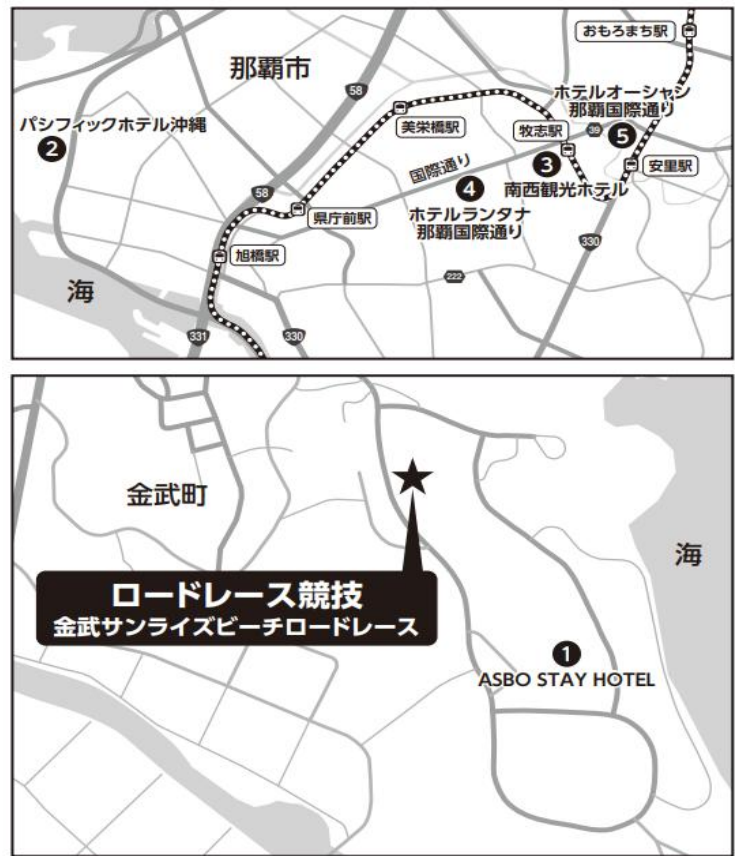 おもろまち駅
那覇市
58
ホテルオーシャン
那覇国際通り
パシフィックホテル沖縄
2
美栄橋駅
牧志駅
39
5
国際通り
3
安里駅
4
南西観光ホテル
58
県庁前駅
ホテルランタナ
那覇国際通り
旭橋駅
330
222
海
331
330
金武町
海
ロードレース競技
金武サンライズビーチロードレース
1
ASBO STAY HOTEL